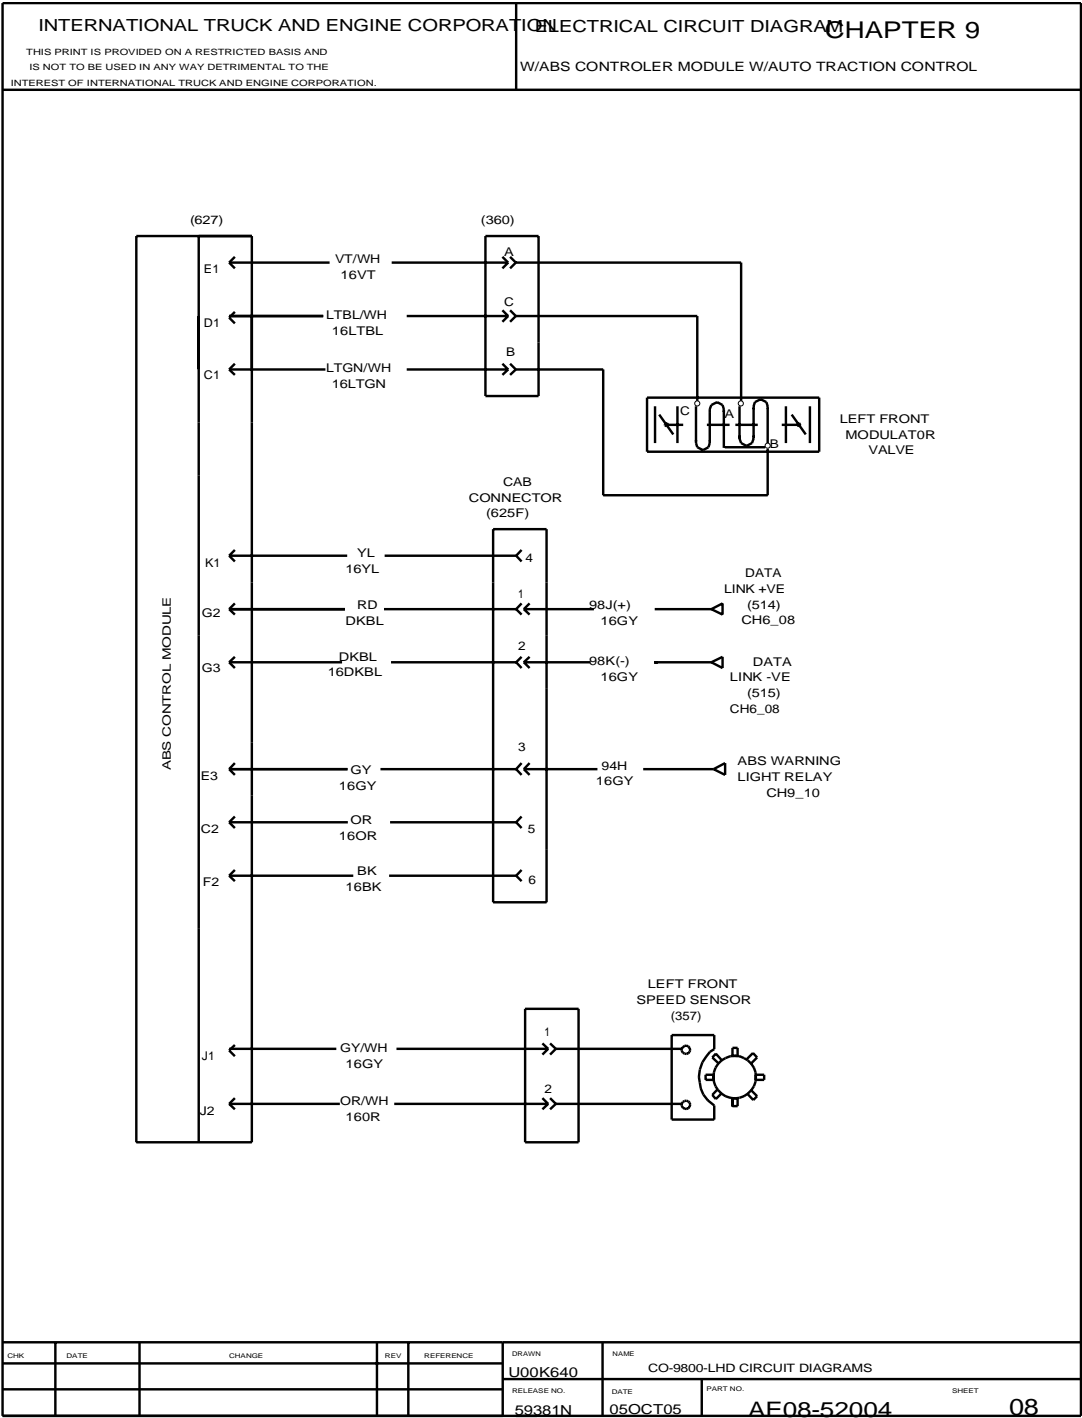 INTERNATIONAL TRUCK AND ENGINE CORPORATION
ELECTRICAL CIRCUIT DIAGRAM
CHAPTER 9
THIS PRINT IS PROVIDED ON A RESTRICTED BASIS AND
IS NOT TO BE USED IN ANY WAY DETRIMENTAL TO THE
INTEREST OF INTERNATIONAL TRUCK AND ENGINE CORPORATION.
W/ABS CONTROLER MODULE W/AUTO TRACTION CONTROL
(627)
(360)
E1
VT/WH
16VT
A
D1
LTBL/WH
16LTBL
C
C1
LTGN/WH
16LTGN
B
C
A
B
LEFT FRONT
MODULAT0R
VALVE
CAB
CONNECTOR
(625F)
ABS CONTROL MODULE
K1
YL
16YL
4
G2
RD
DKBL
1
98J(+)
16GY
DATA
LINK +VE
(514)
CH6_08
G3
DKBL
16DKBL
2
98K(-)
16GY
DATA
LINK -VE
(515)
CH6_08
E3
GY
16GY
3
94H
16GY
ABS WARNING
LIGHT RELAY
CH9_10
C2
OR
16OR
5
F2
BK
16BK
6
LEFT FRONT
SPEED SENSOR
(357)
J1
GY/WH
16GY
1
J2
OR/WH
160R
2
CHK
DATE
CHANGE
REV
REFERENCE
DRAWN
U00K640
NAME
CO-9800-LHD CIRCUIT DIAGRAMS
RELEASE NO.
59381N
DATE
05OCT05
PART NO.
AE08-52004
SHEET
08